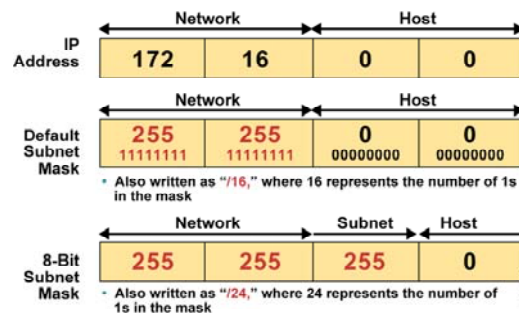 Network Host
IP
Address
172 16 0 0
Network Host
Default
Subnet
Mask
255 255 0 0
11111111 11111111 00000000 00000000
Also written as “/16,” where 16 represents the number of 1s
in the mask
Network Subnet Host
8-Bit
Subnet
Mask
255 255 255 0
Also written as “/24,” where 24 represents the number of
1s in the mask